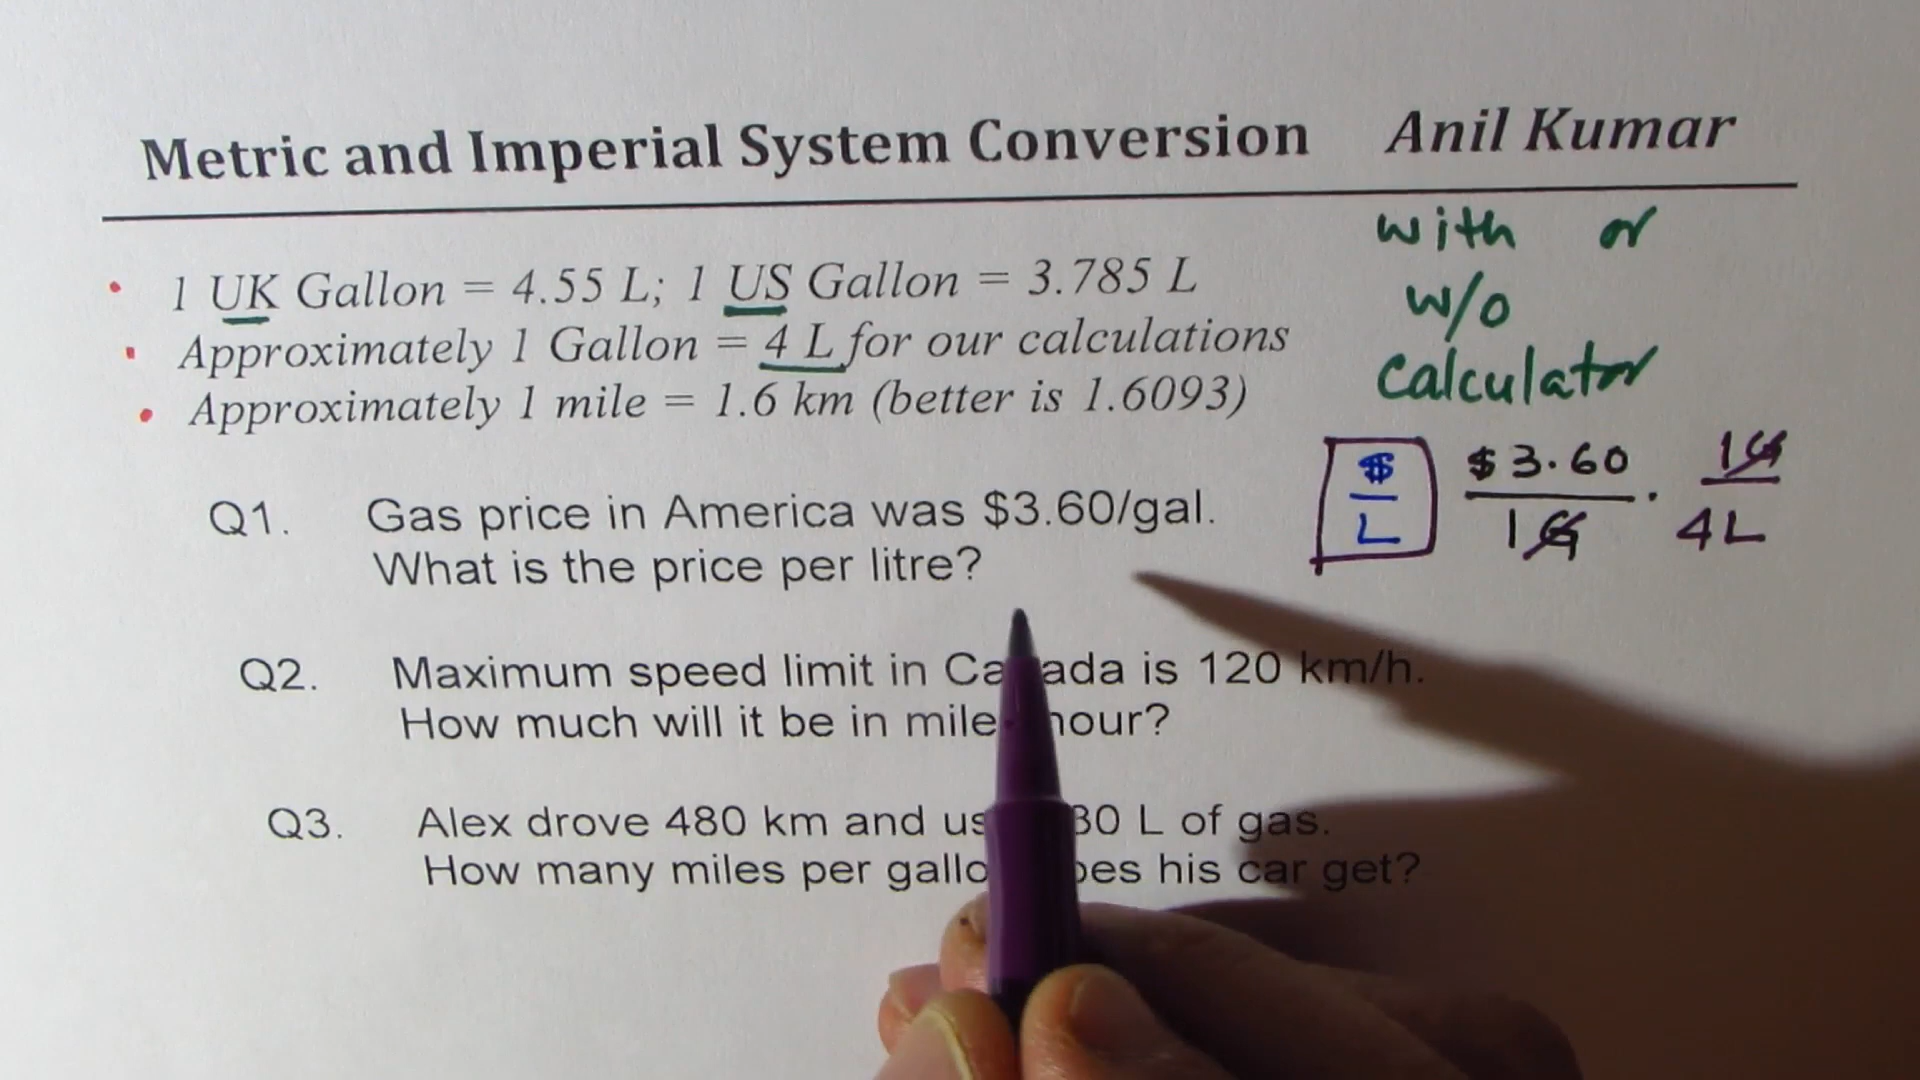 Metric and Imperial System Conversion Anil Kumar
with or
w/o
calculator
• 1 UK Gallon = 4.55 L; 1 US Gallon = 3.785 L
• Approximately 1 Gallon = 4 L for our calculations
• Approximately 1 mile = 1.6 km (better is 1.6093)
$/L $3.60/1G · 1G/4L
Q1. Gas price in America was $3.60/gal.
What is the price per litre?
Q2. Maximum speed limit in Ca ada is 120 km/h.
How much will it be in mile hour?
Q3. Alex drove 480 km and us 30 L of gas.
How many miles per gallo oes his car get?